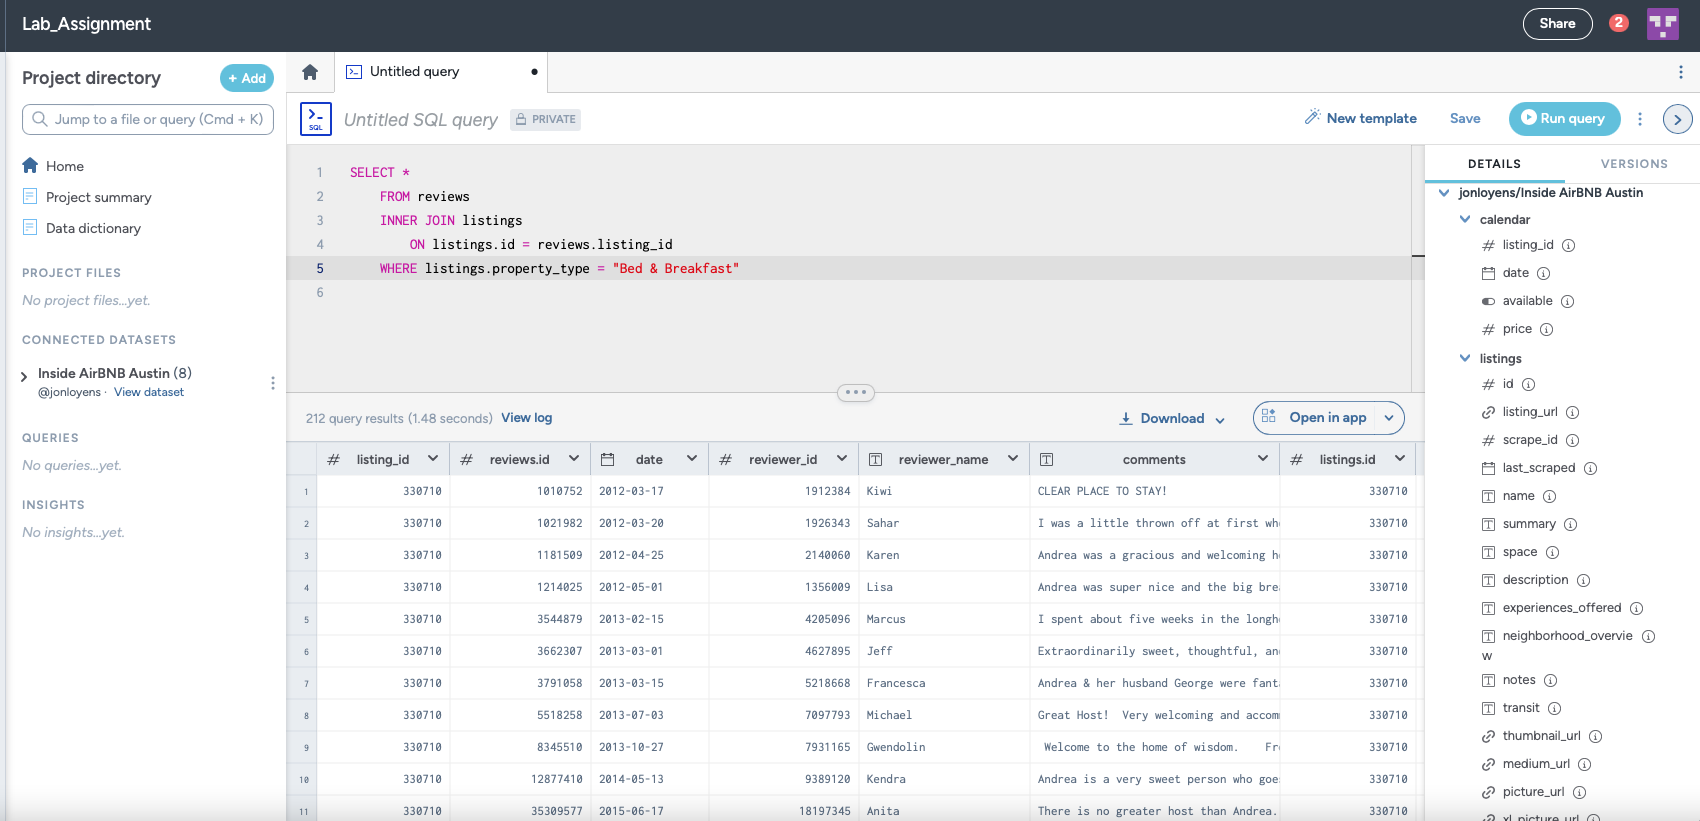 Lab_Assignment
Share
2
Project directory
+ Add
Jump to a file or query (Cmd + K)
Home
Project summary
Data dictionary
PROJECT FILES
No project files...yet.
CONNECTED DATASETS
Inside AirBNB Austin (8)
@jonloyens · View dataset
QUERIES
No queries...yet.
INSIGHTS
No insights...yet.
Untitled query
SQL
Untitled SQL query
PRIVATE
New template
Save
Run query
1 SELECT *
2 FROM reviews
3 INNER JOIN listings
4 ON listings.id = reviews.listing_id
5 WHERE listings.property_type = "Bed & Breakfast"
6
212 query results (1.48 seconds) View log
Download
Open in app
# listing_id # reviews.id date # reviewer_id T reviewer_name T comments # listings.id
1 330710 1010752 2012-03-17 1912384 Kiwi CLEAR PLACE TO STAY! 330710
2 330710 1021982 2012-03-20 1926343 Sahar I was a little thrown off at first wh 330710
3 330710 1181509 2012-04-25 2140060 Karen Andrea was a gracious and welcoming h 330710
4 330710 1214025 2012-05-01 1356009 Lisa Andrea was super nice and the big bre 330710
5 330710 3544879 2013-02-15 4205096 Marcus I spent about five weeks in the longh 330710
6 330710 3662307 2013-03-01 4627895 Jeff Extraordinarily sweet, thoughtful, an 330710
7 330710 3791058 2013-03-15 5218668 Francesca Andrea & her husband George were fant 330710
8 330710 5518258 2013-07-03 7097793 Michael Great Host! Very welcoming and accom 330710
9 330710 8345510 2013-10-27 7931165 Gwendolin Welcome to the home of wisdom. Fr 330710
10 330710 12877410 2014-05-13 9389120 Kendra Andrea is a very sweet person who goe 330710
11 330710 35309577 2015-06-17 18197345 Anita There is no greater host than Andrea. 330710
DETAILS
VERSIONS
jonloyens/Inside AirBNB Austin
calendar
# listing_id
date
available
# price
listings
# id
listing_url
# scrape_id
last_scraped
T name
T summary
T space
T description
T experiences_offered
T neighborhood_overvie
w
T notes
T transit
thumbnail_url
medium_url
picture_url
xl_picture_url